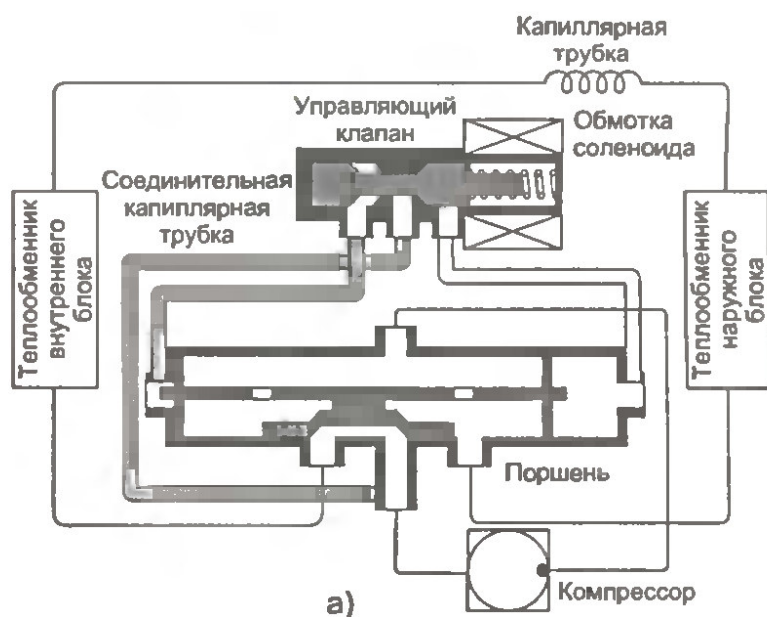 Капиллярная
трубка
Управляющий
клапан
Обмотка
соленоида
Соединительная
капиллярная
трубка
Теплообменник
внутреннего
блока
Теплообменник
наружного
блока
Поршень
Компрессор
а)